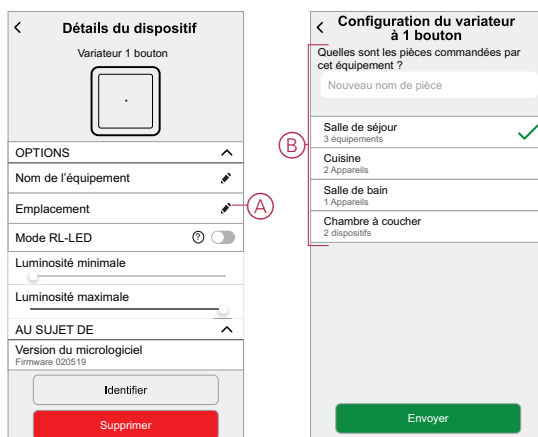 Détails du dispositif
Variateur 1 bouton
OPTIONS
Nom de l'équipement
Emplacement
A
Mode RL-LED
?
Luminosité minimale
Luminosité maximale
AU SUJET DE
Version du micrologiciel
Firmware 020519
Identifier
Supprimer
Configuration du variateur
à 1 bouton
Quelles sont les pièces commandées par
cet équipement ?
Nouveau nom de pièce
B
Salle de séjour
3 équipements
Cuisine
2 Appareils
Salle de bain
1 Appareils
Chambre à coucher
2 dispositifs
Envoyer